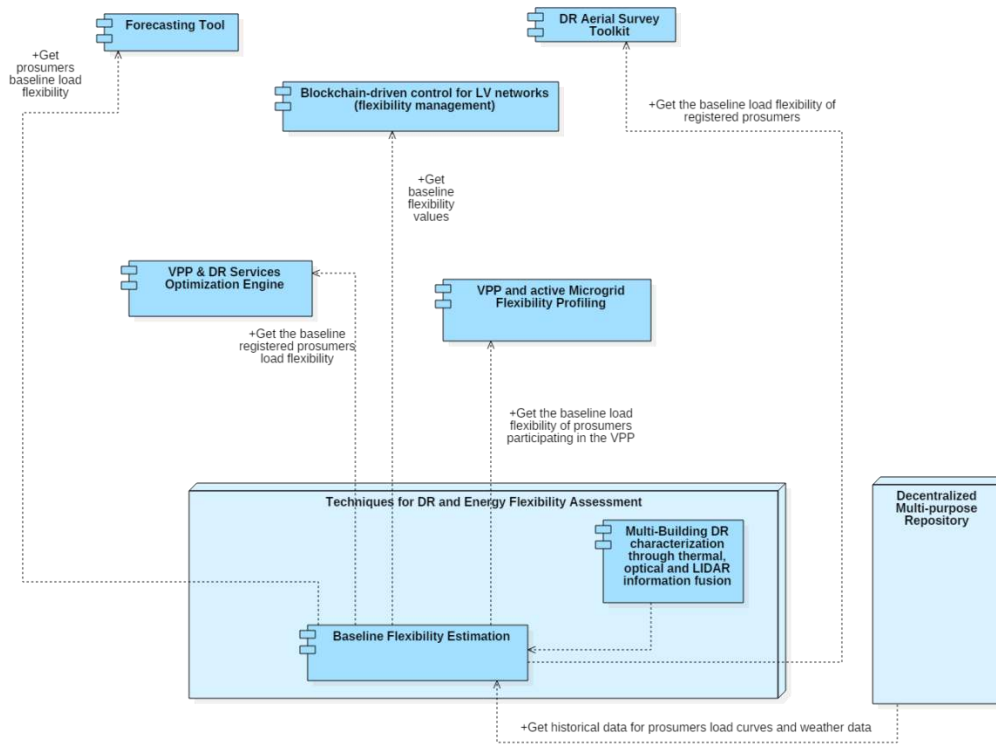 Forecasting Tool
DR Aerial Survey
Toolkit
+Get
prosumers
baseline load
flexibility
Blockchain-driven control for LV networks
(flexibility management)
+Get the baseline load flexibility of
registered prosumers
+Get
baseline
flexibility
values
VPP & DR Services
Optimization Engine
VPP and active Microgrid
Flexibility Profiling
+Get the baseline
registered prosumers
load flexibility
+Get the baseline load
flexibility of prosumers
participating in the VPP
Techniques for DR and Energy Flexibility Assessment
Decentralized
Multi-purpose
Repository
Multi-Building DR
characterization
through thermal,
optical and LIDAR
information fusion
Baseline Flexibility Estimation
+Get historical data for prosumers load curves and weather data